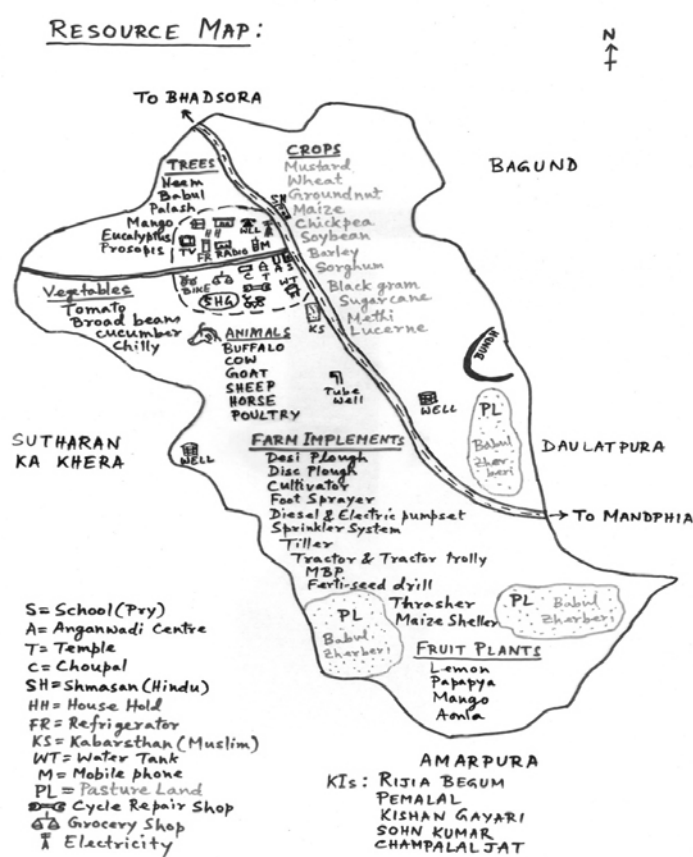 RESOURCE MAP:
N
TO BHADSORA
BAGUND
TREES
Neem
Babul
Palash
Mango
Eucalyptus
Prosopis
CROPS
Mustard
Wheat
Groundnut
Maize
Chickpea
Soybean
Barley
Sorghum
Black gram
Sugarcane
Methi
Lucerne
SH
HH
WLL
TV
FR
RADIO
M
C
T
A
S
BIKE
WT
SHG
KS
Vegetables
Tomato
Broad beans
cucumber
Chilly
ANIMALS
BUFFALO
COW
GOAT
SHEEP
HORSE
POULTRY
Tube
Well
WELL
BUNDH
PL
Babul
Zherberi
DAULATPURA
SUTHARAN
KA KHERA
WELL
TO MANDPHIA
FARM IMPLEMENTS
Desi Plough
Disc Plough
Cultivator
Foot Sprayer
Diesel & Electric pumpset
Sprinkler System
Tiller
Tractor & Tractor trolly
MBP
Ferti-seed drill
Thrasher
Maize Sheller
PL
Babul
Zherberi
PL
Babul
Zherberi
FRUIT PLANTS
Lemon
Papapya
Mango
Aonla
S= School (Pry)
A= Anganwadi Centre
T= Temple
C= Choupal
SH= Shmasan (Hindu)
HH = House Hold
FR = Refrigerator
KS = Kabarsthan (Muslim)
WT= Water Tank
M = Mobile phone
PL = Pasture Land
Cycle Repair Shop
Grocery Shop
Electricity
AMARPURA
KIs: RIJIA BEGUM
PEMALAL
KISHAN GAYARI
SOHN KUMAR
CHAMPALAL JAT